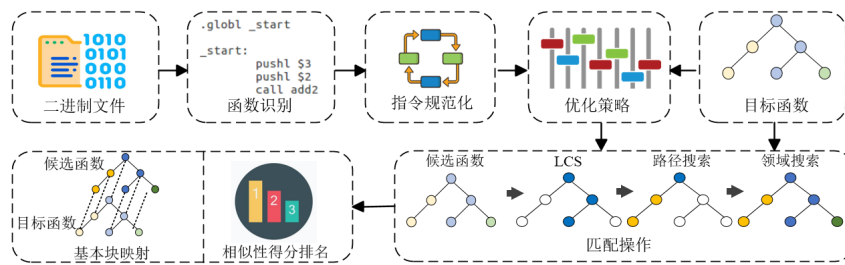 1010
0101
000
0110
二进制文件
.globl _start
_start:
pushl $3
pushl $2
call add2
函数识别
指令规范化
优化策略
目标函数
候选函数
目标函数
基本块映射
1
2
3
相似性得分排名
候选函数
LCS
路径搜索
领域搜索
匹配操作